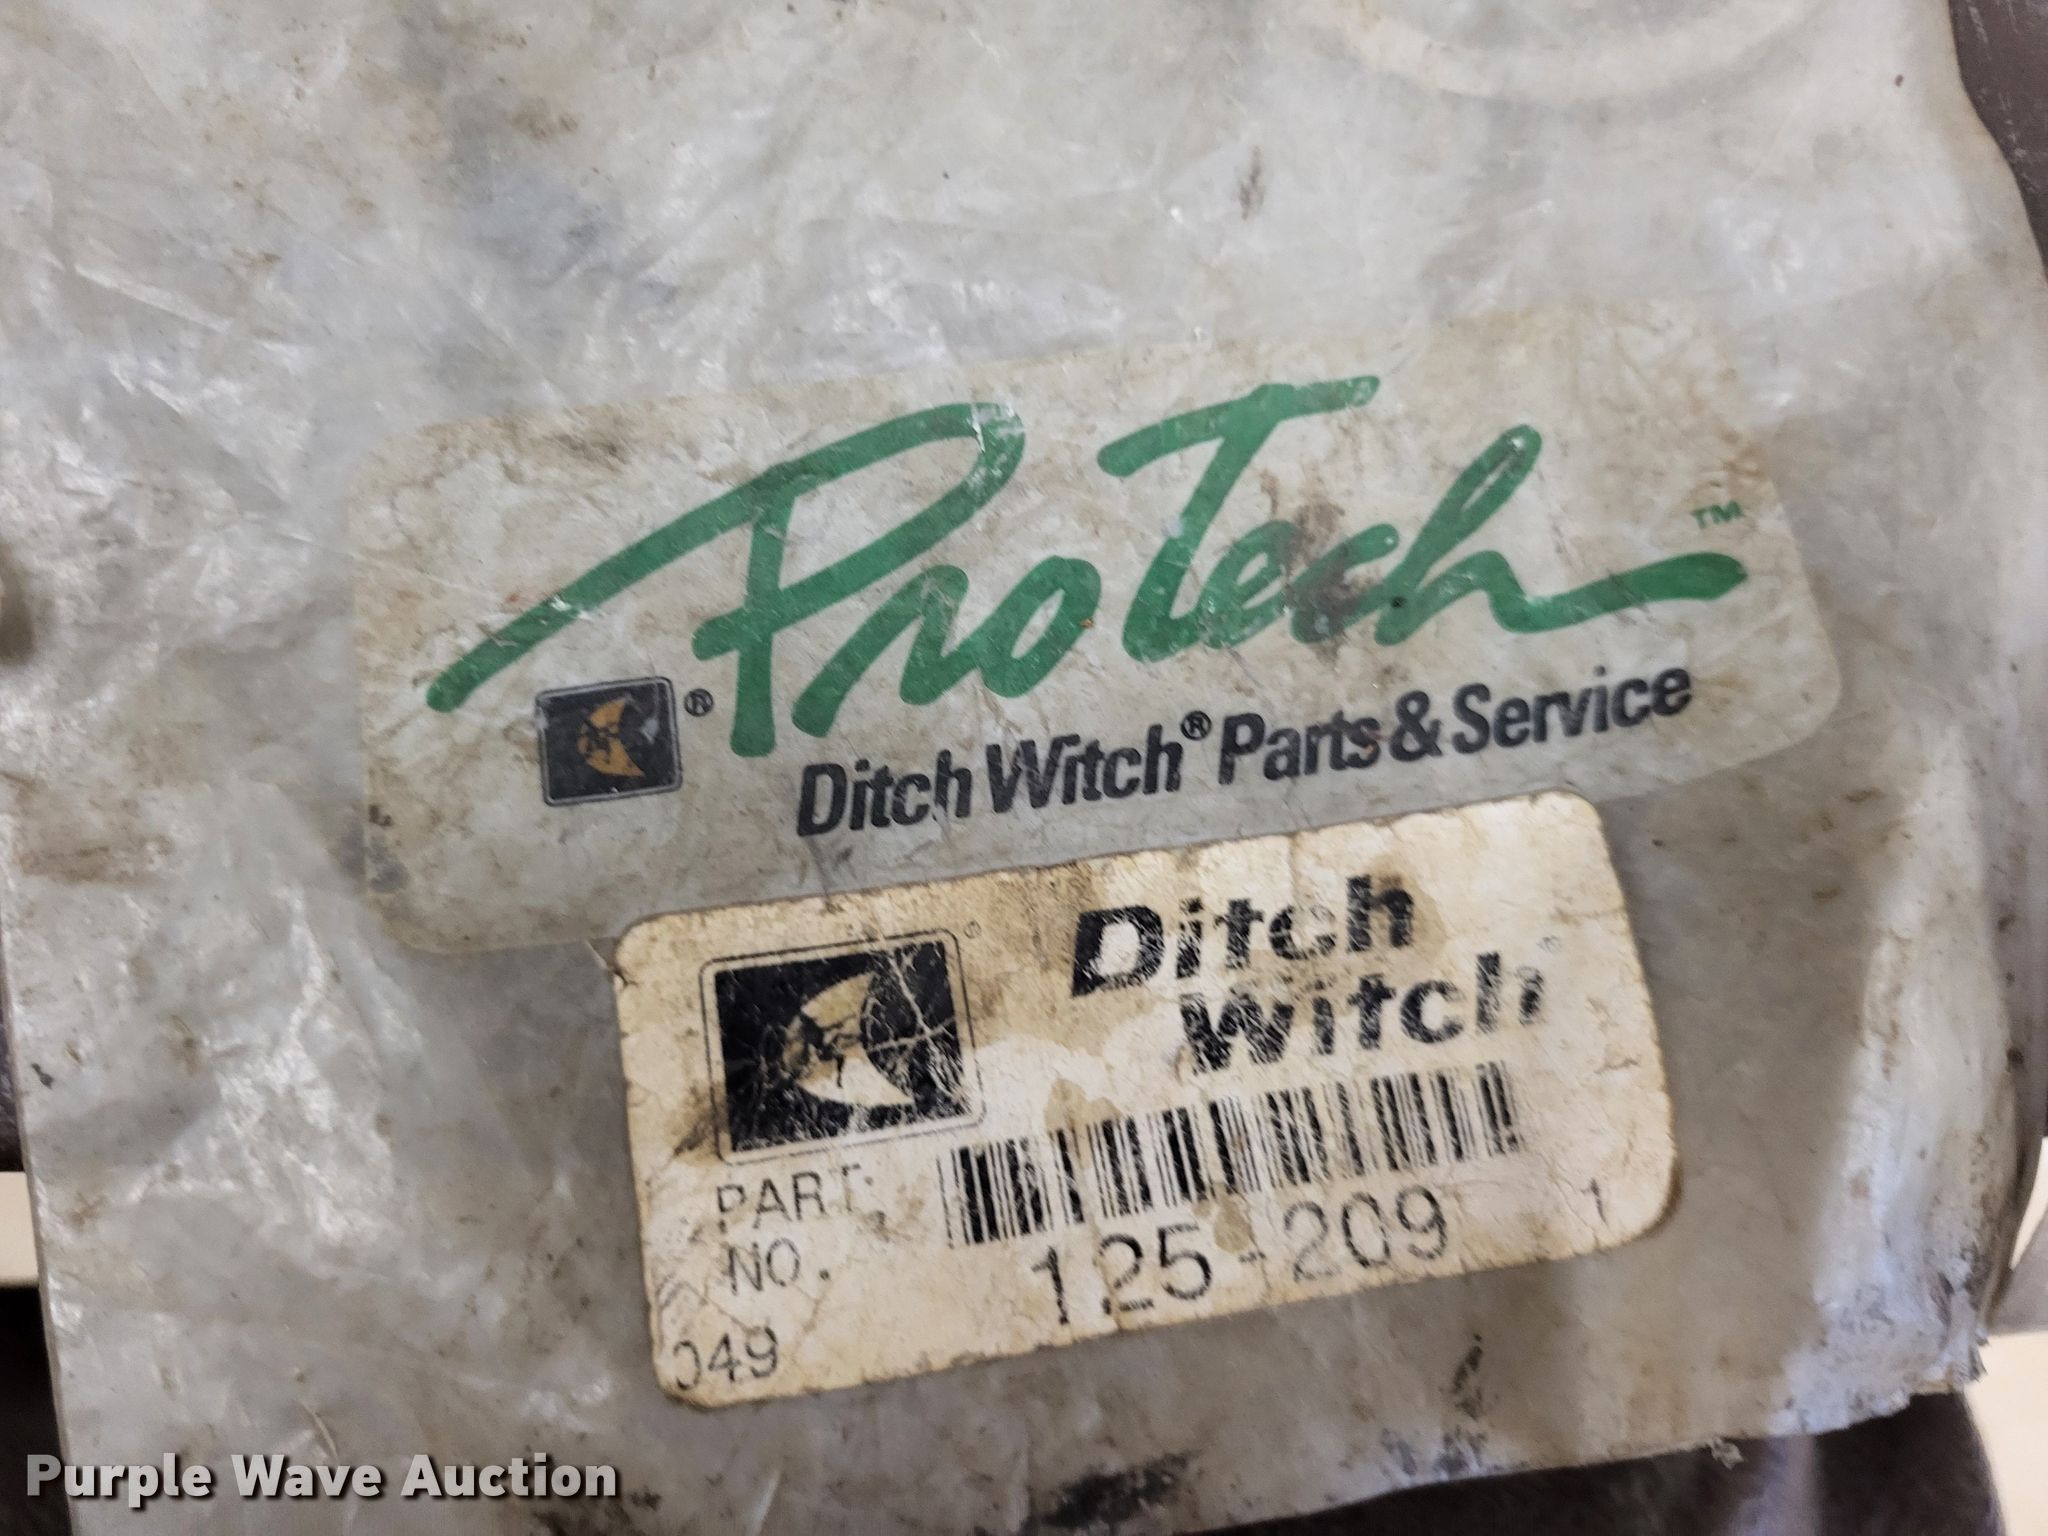 ProTech™
® Ditch Witch® Parts & Service
® Ditch
Witch®
PART.
NO.
125-209 1
049
Purple Wave Auction